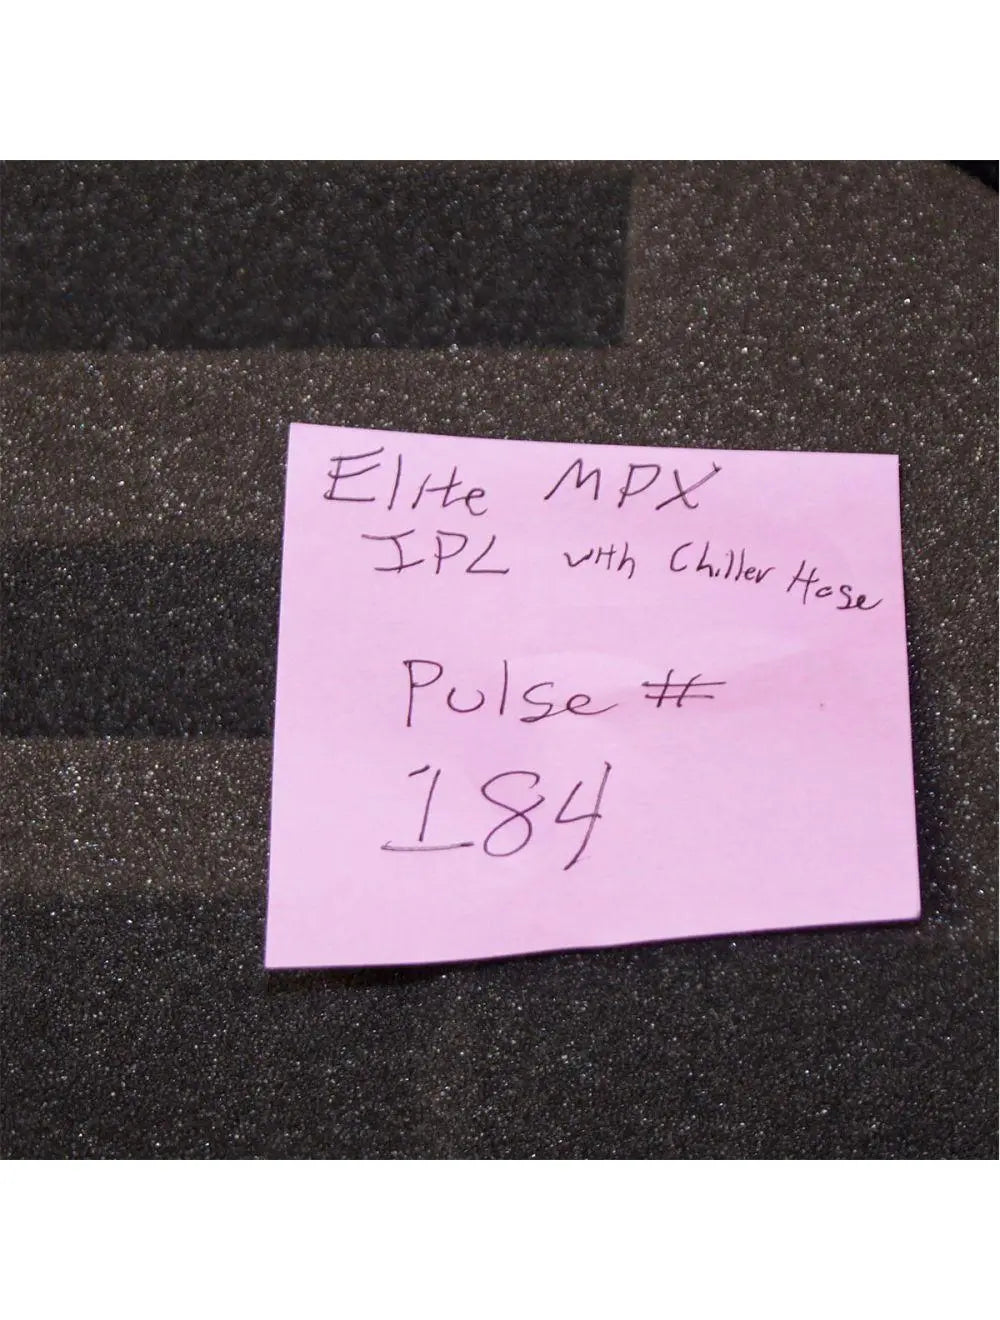 Elite MPX
IPL with Chiller Hose
Pulse #
184